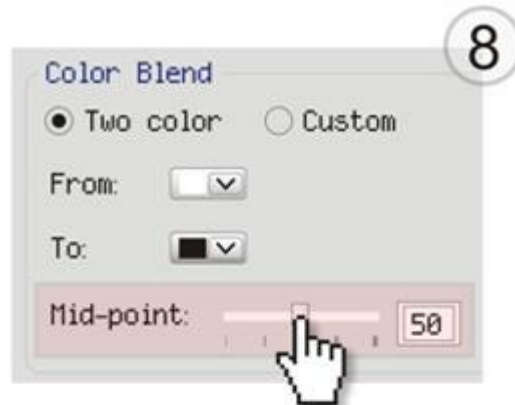 8
Color Blend
Two color Custom
From:
To:
Mid-point: 50